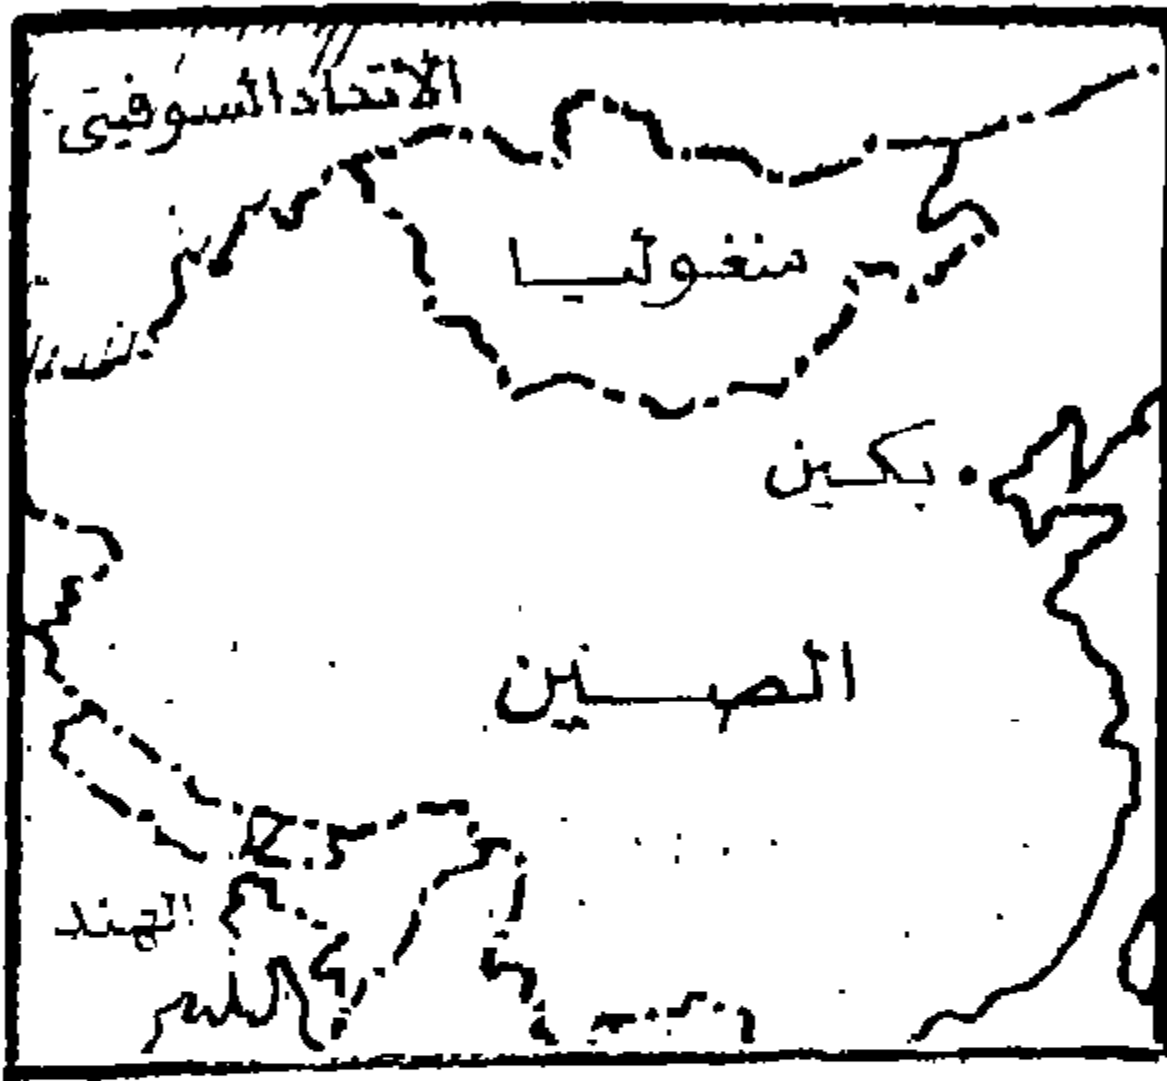 الاتحاد السوفيتى
منغوليا
بكين
الصين
الهند